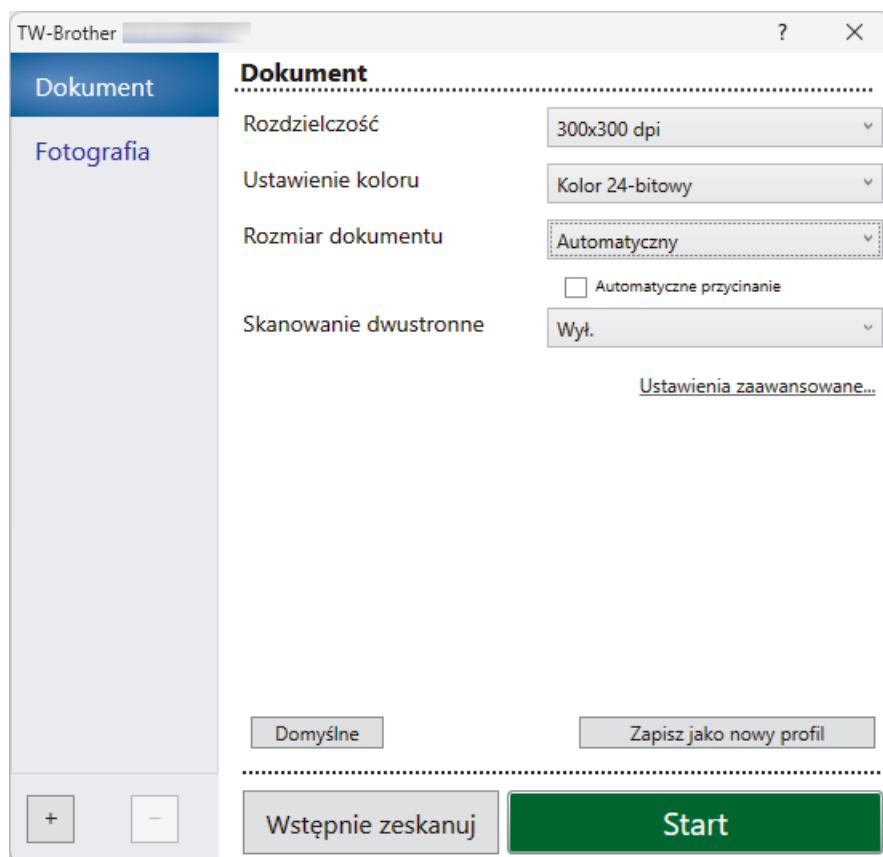 TW-Brother
?
Dokument
Fotografia
Dokument
Rozdzielczość
300x300 dpi
Ustawienie koloru
Kolor 24-bitowy
Rozmiar dokumentu
Automatyczny
Automatyczne przycinanie
Skanowanie dwustronne
Wył.
Ustawienia zaawansowane...
Domyślne
Zapisz jako nowy profil
+
−
Wstępnie zeskanuj
Start